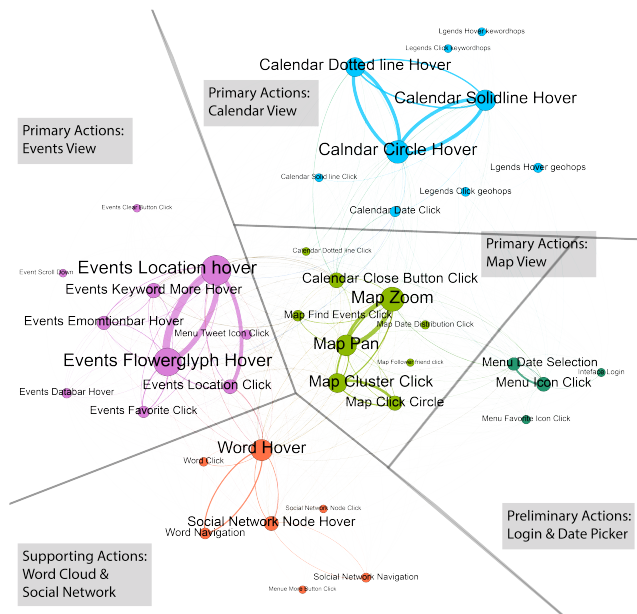 Lgends Hover kewordhops
Legends Click keywordhops
Calendar Dotted line Hover
Primary Actions:
Calendar View
Calendar Solidline Hover
Primary Actions:
Events View
Calndar Circle Hover
Lgends Hover geohops
Calendar Solid line Click
Legends Click geohops
Events Clear Button Click
Calendar Date Click
Primary Actions:
Map View
Calendar Dotted line Click
Event Scroll Down
Events Location hover
Calendar Close Button Click
Events Keyword More Hover
Map Zoom
Map Find Events Click
Events Emomtionbar Hover
Menu Tweet Icon Click
Map Date Distribution Click
Map Pan
Events Flowerglyph Hover
Map Follower friend click
Menu Date Selection
Inteface Login
Events Location Click
Map Cluster Click
Menu Icon Click
Events Databar Hover
Map Click Circle
Events Favorite Click
Menu Favorite Icon Click
Word Hover
Word Click
Social Network Node Click
Social Network Node Hover
Word Navigation
Preliminary Actions:
Login & Date Picker
Supporting Actions:
Word Cloud &
Social Network
Solcial Network Navigation
Menue More Button Click